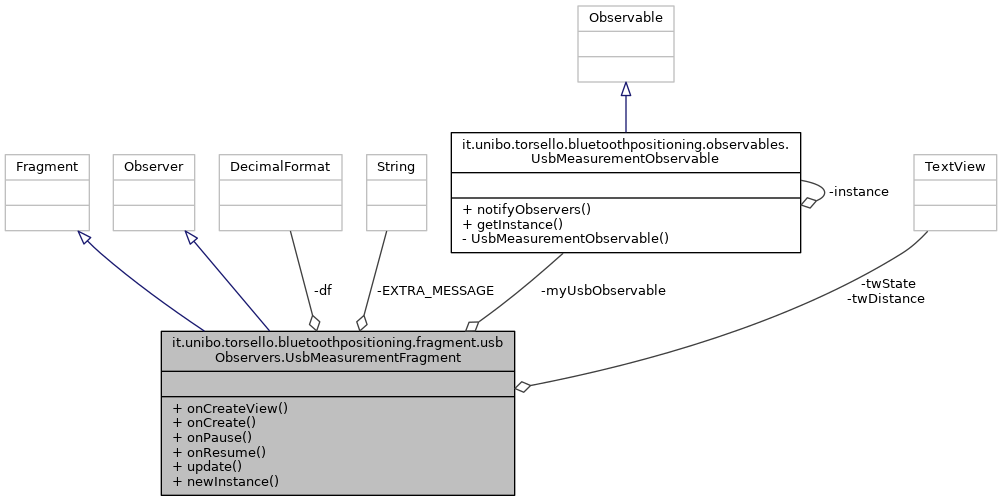 Observable
it.unibo.torsello.bluetoothpositioning.observables.
UsbMeasurementObservable
+ notifyObservers()
+ getInstance()
- UsbMeasurementObservable()
-instance
Fragment
Observer
DecimalFormat
String
TextView
-df
-EXTRA_MESSAGE
-myUsbObservable
-twState
-twDistance
it.unibo.torsello.bluetoothpositioning.fragment.usb
Observers.UsbMeasurementFragment
+ onCreateView()
+ onCreate()
+ onPause()
+ onResume()
+ update()
+ newInstance()